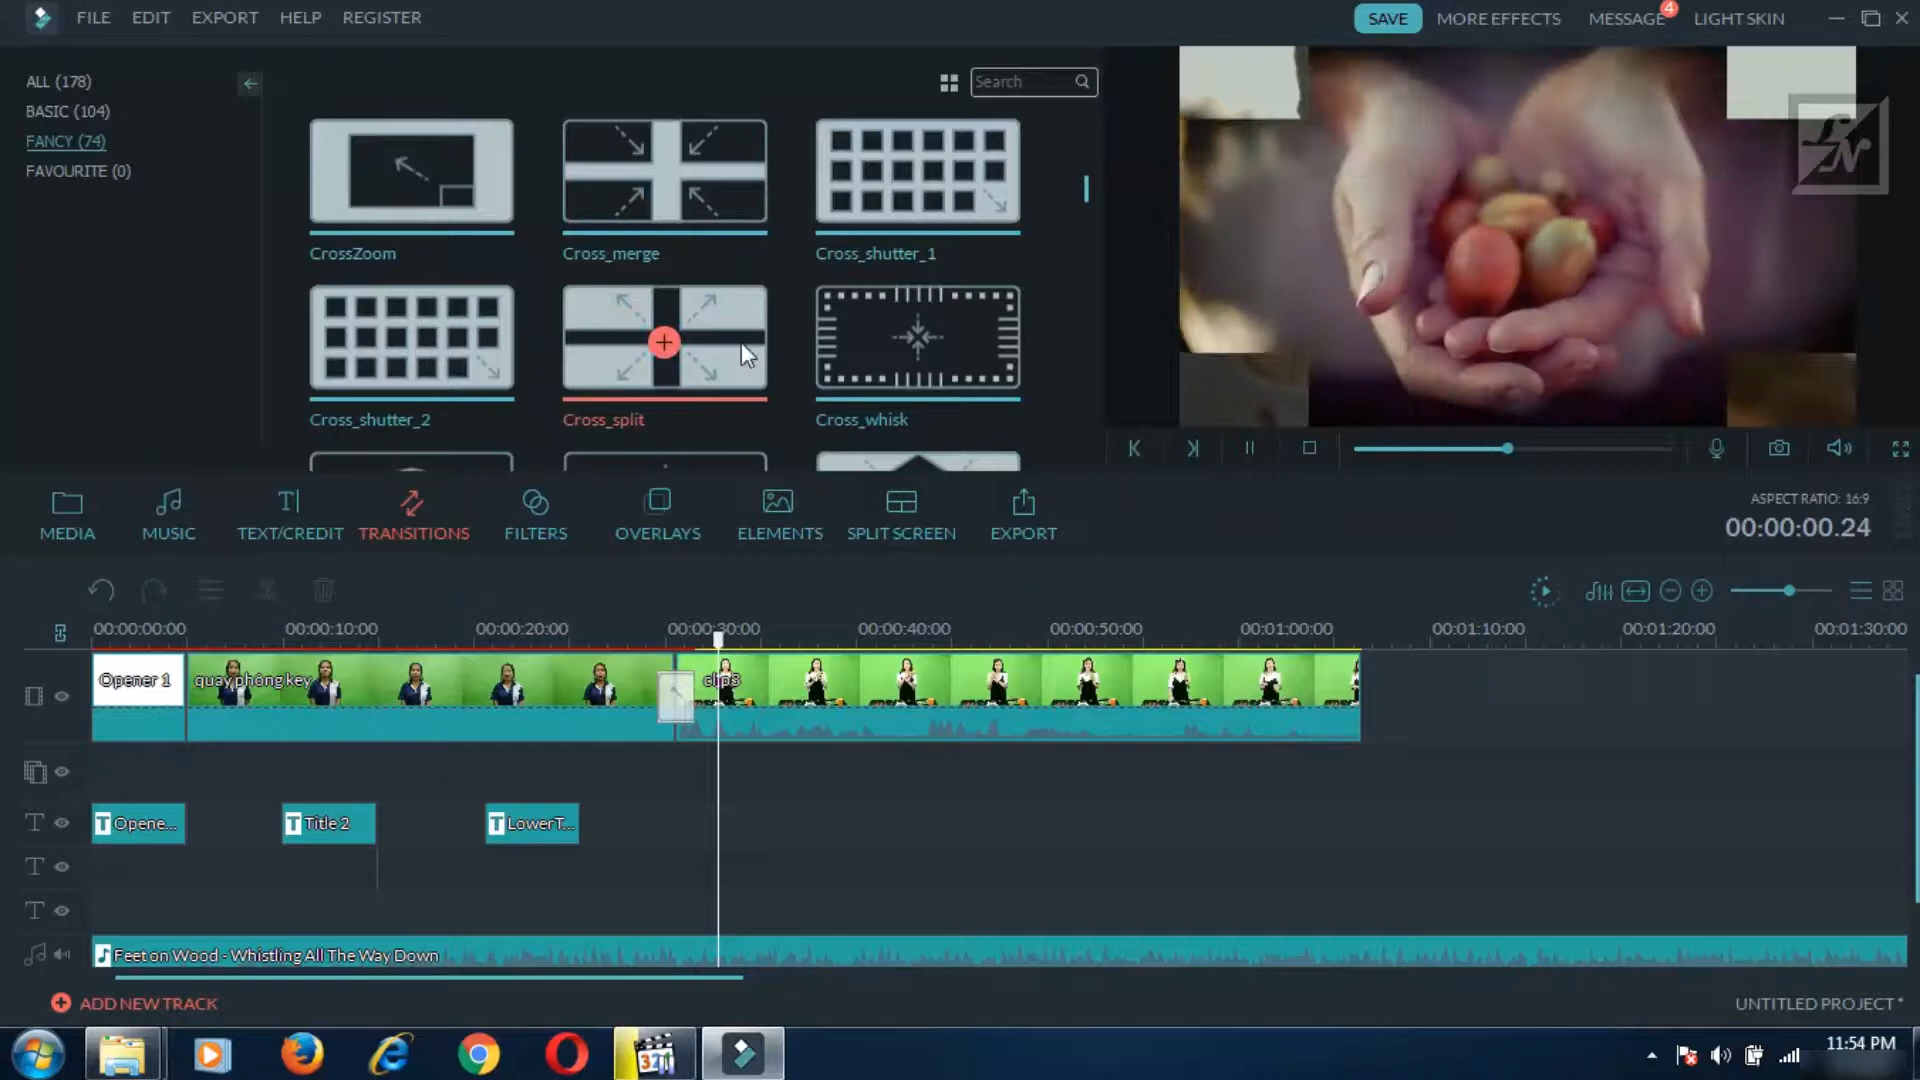 FILE EDIT EXPORT HELP REGISTER SAVE MORE EFFECTS MESSAGE 4 LIGHT SKIN
ALL (178)
BASIC (104)
FANCY (74)
FAVOURITE (0)
Search
CrossZoom Cross_merge Cross_shutter_1
Cross_shutter_2 Cross_split Cross_whisk
MEDIA MUSIC TEXT/CREDIT TRANSITIONS FILTERS OVERLAYS ELEMENTS SPLIT SCREEN EXPORT
ASPECT RATIO: 16:9
00:00:00.24
00:00:00:00 00:00:10:00 00:00:20:00 00:00:30:00 00:00:40:00 00:00:50:00 00:01:00:00 00:01:10:00 00:01:20:00 00:01:30:00
Opener 1 quay phông key clip3
Opene... Title 2 LowerT...
Feet on Wood - Whistling All The Way Down
ADD NEW TRACK UNTITLED PROJECT *
321
11:54 PM